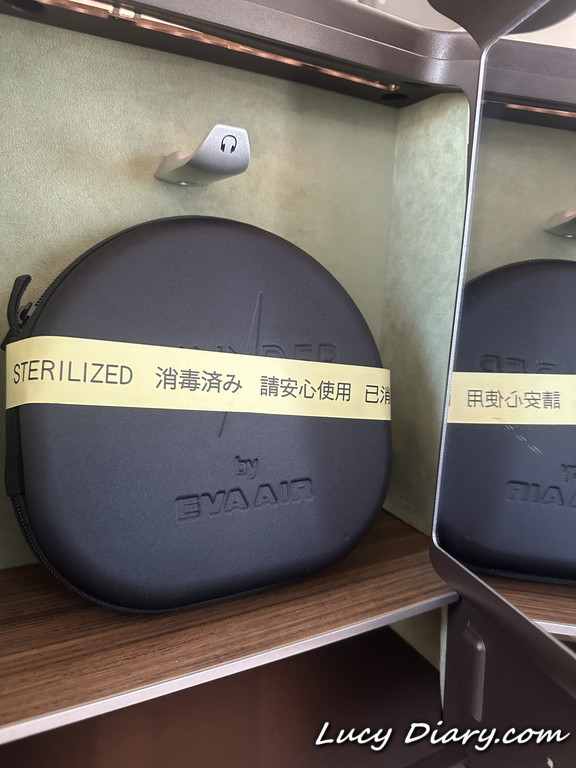 STERILIZED 消毒済み 請安心使用 已消
by
EVA AIR
請安心使用
AIR
Lucy Diary.com